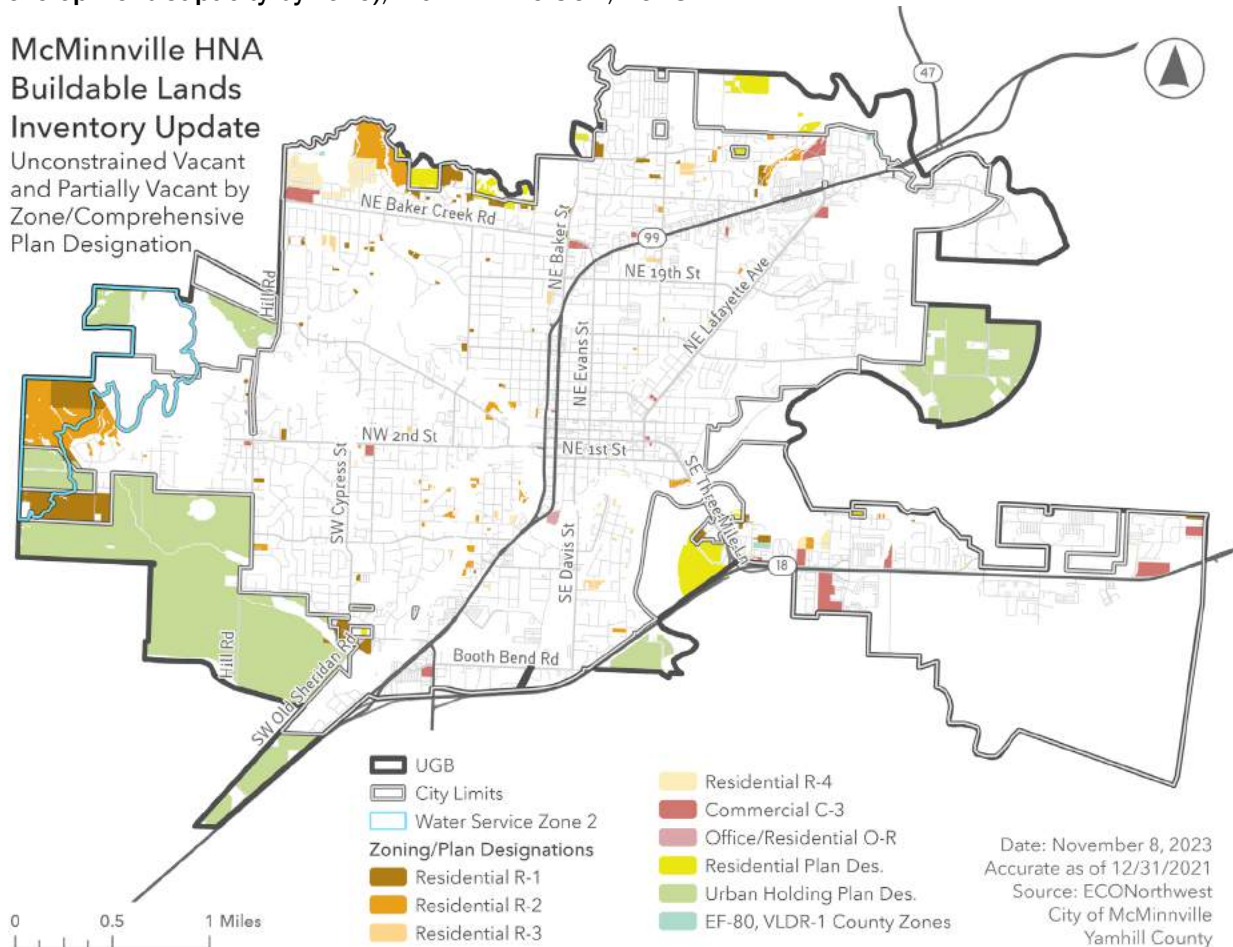 McMinnville HNA
Buildable Lands
Inventory Update
Unconstrained Vacant
and Partially Vacant by
Zone/Comprehensive
Plan Designation
47
NE Baker Creek Rd
NE Baker St
99
NE 19th St
Hill Rd
NE Lafayette Ave
NE Evans St
NW 2nd St
NE 1st St
SW Cypress St
SE Three Mile Ln
SE Davis St
18
Hill Rd
Booth Bend Rd
SW Old Sheridan Rd
UGB
City Limits
Water Service Zone 2
Zoning/Plan Designations
Residential R-1
Residential R-2
Residential R-3
Residential R-4
Commercial C-3
Office/Residential O-R
Residential Plan Des.
Urban Holding Plan Des.
EF-80, VLDR-1 County Zones
Date: November 8, 2023
Accurate as of 12/31/2021
Source: ECONorthwest
City of McMinnville
Yamhill County
0 0.5 1 Miles